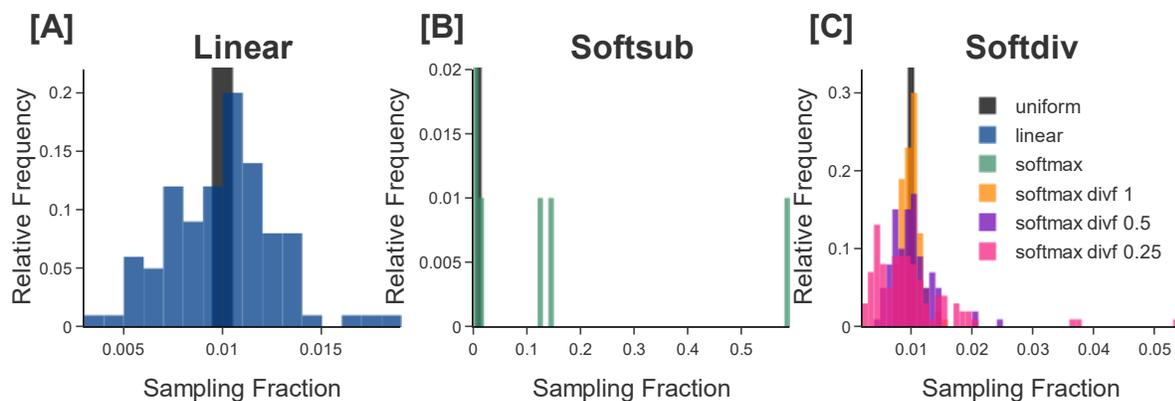 [A]
Linear
Relative Frequency
0.2
0.15
0.1
0.05
0
0.005
0.01
0.015
Sampling Fraction
[B]
Softsub
Relative Frequency
0.02
0.015
0.01
0.005
0
0
0.1
0.2
0.3
0.4
0.5
Sampling Fraction
[C]
Softdiv
Relative Frequency
0.3
0.2
0.1
0
0.01
0.02
0.03
0.04
0.05
Sampling Fraction
uniform
linear
softmax
softmax divf 1
softmax divf 0.5
softmax divf 0.25